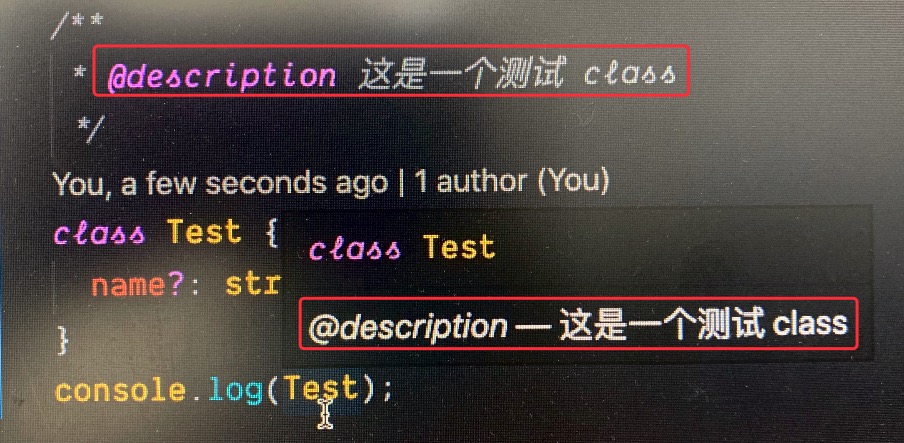 /**
* @description 这是一个测试 class
*/
You, a few seconds ago | 1 author (You)
class Test {
class Test
name?: str
@description — 这是一个测试 class
}
console.log(Test);